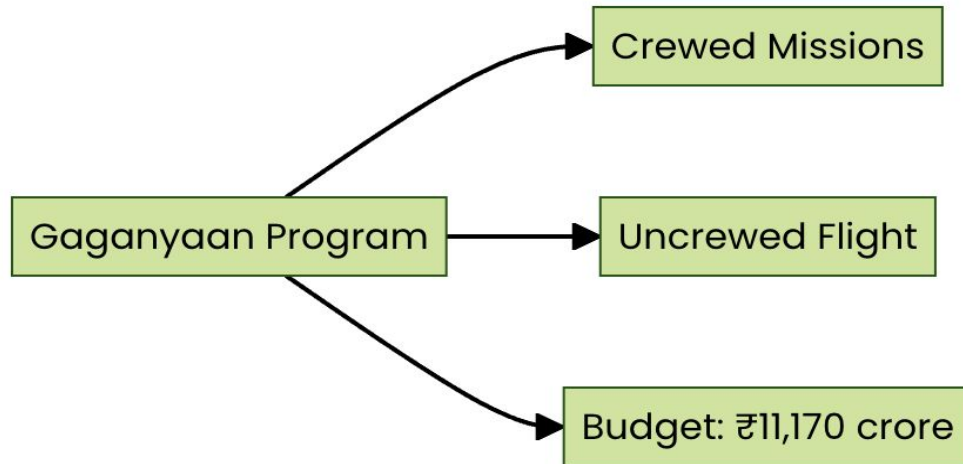 Crewed Missions
Gaganyaan Program
Uncrewed Flight
Budget: ₹11,170 crore